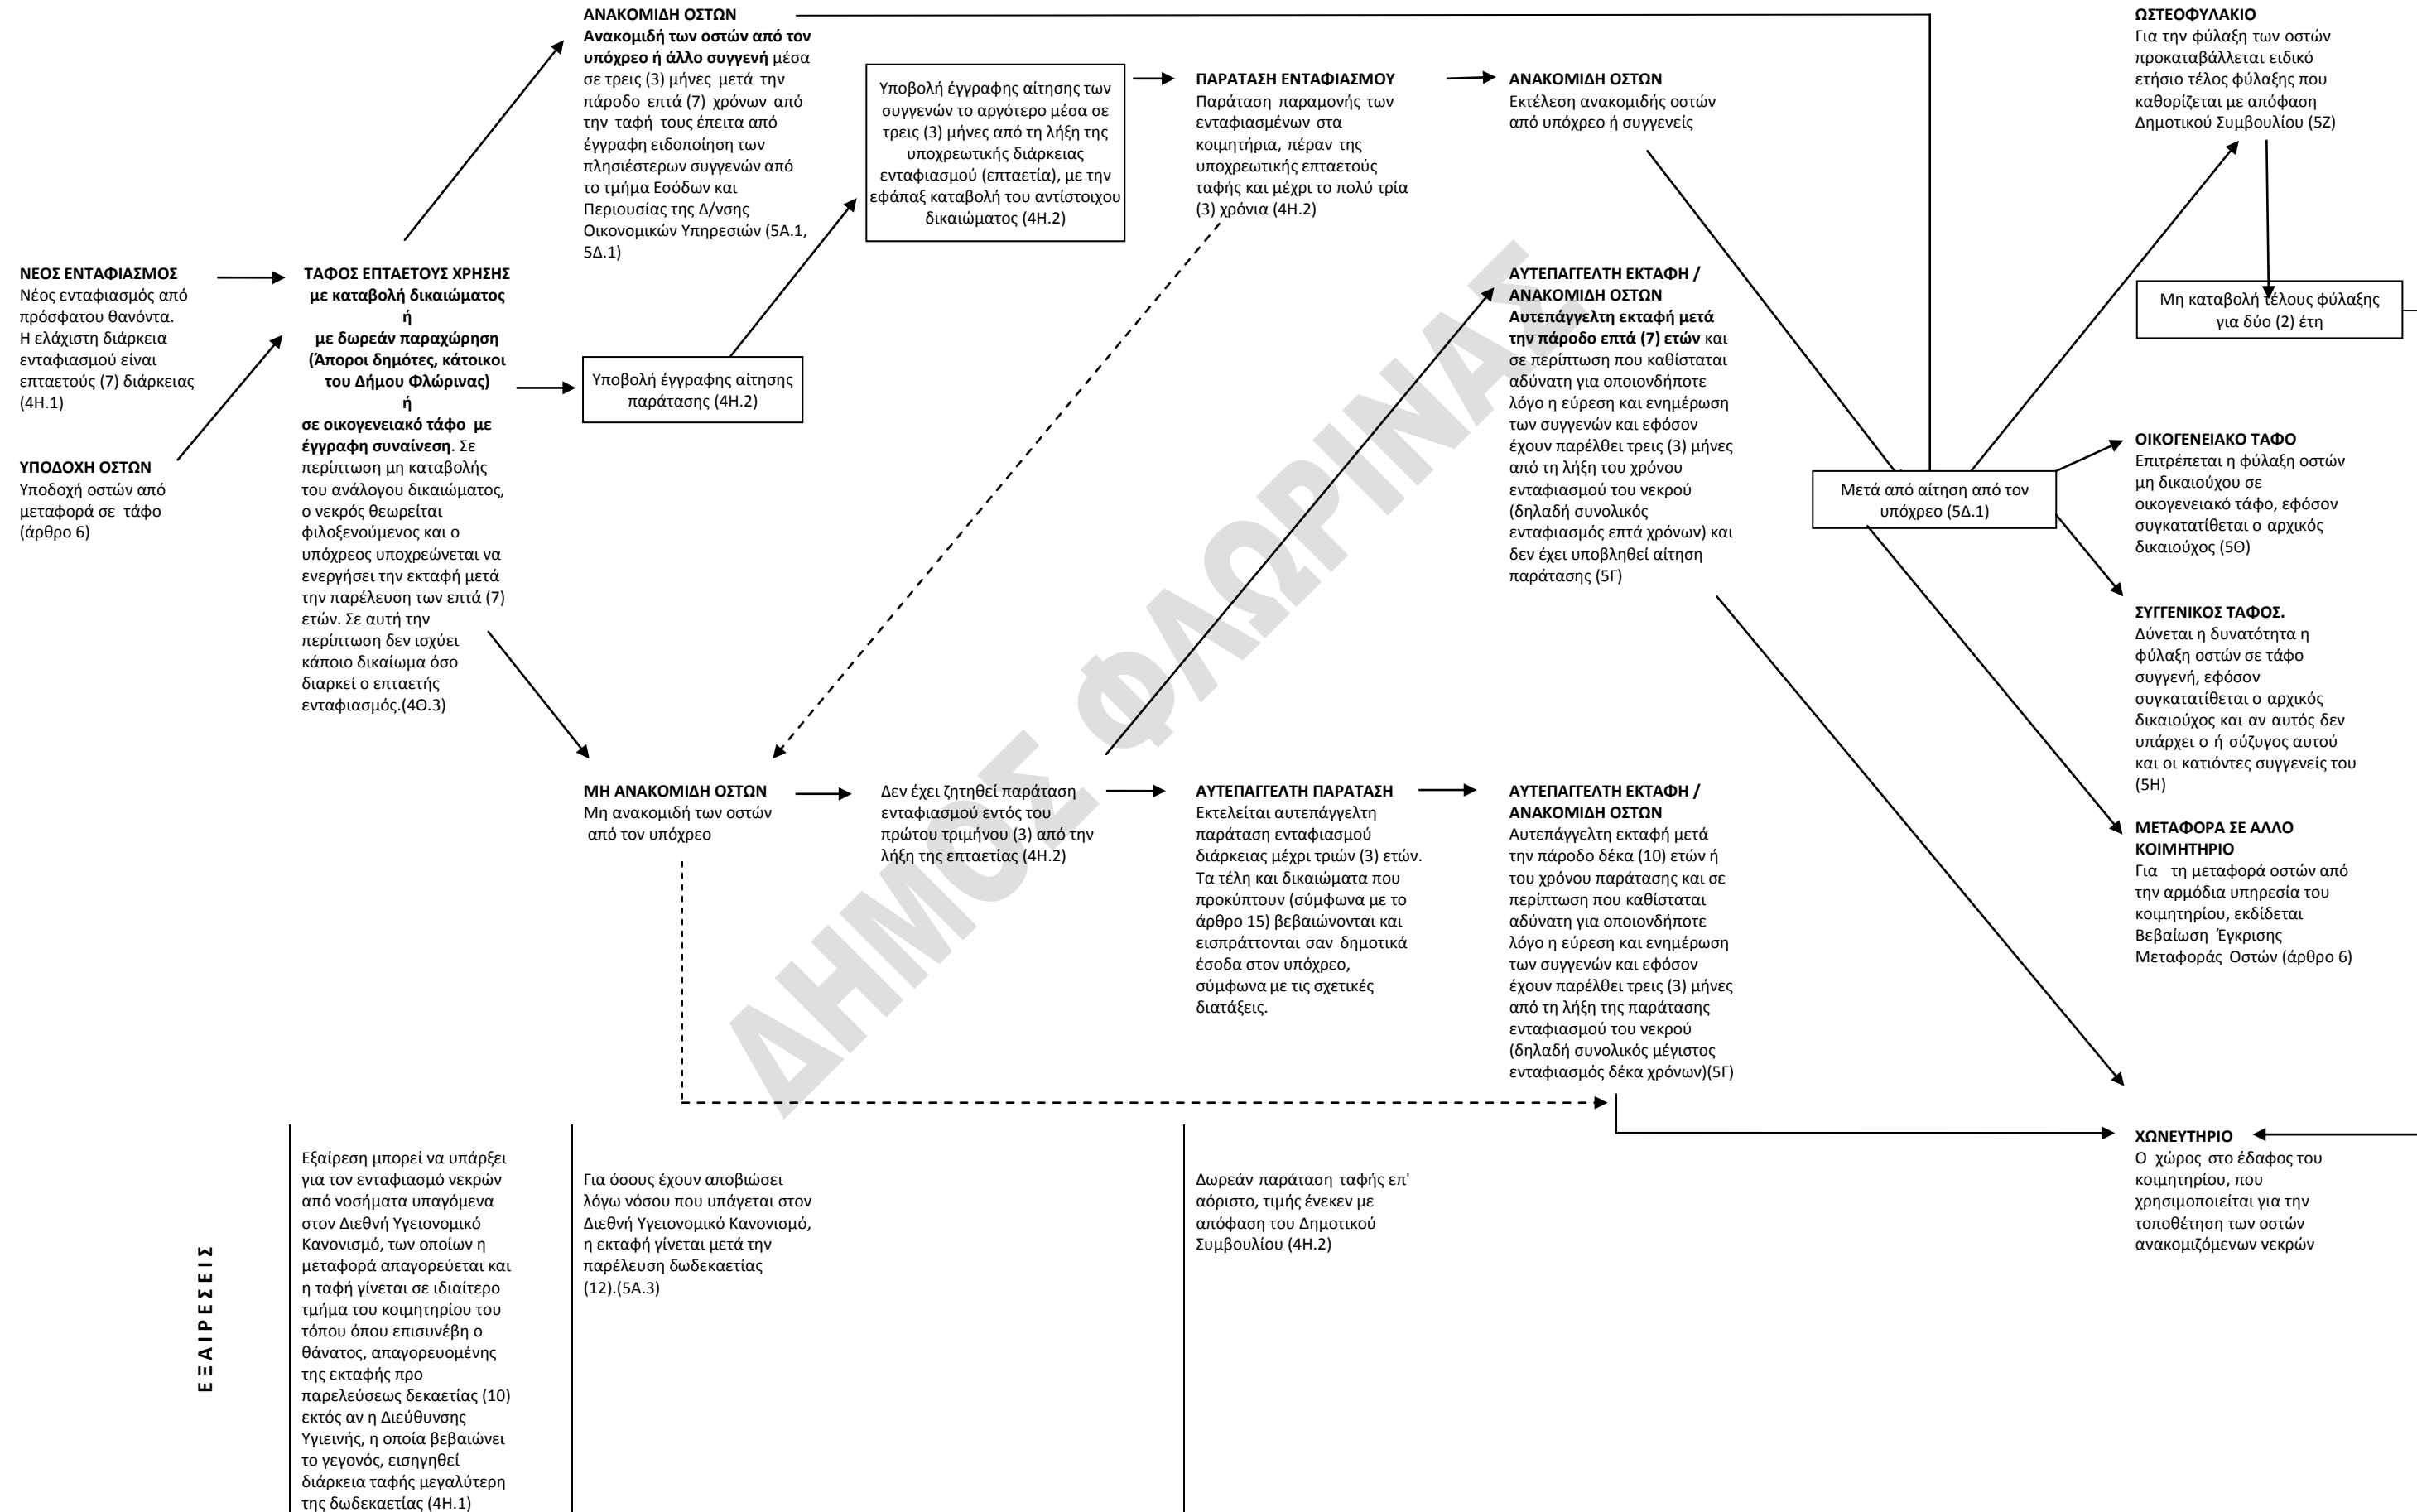 ΑΝΑΚΟΜΙΔΗ ΟΣΤΩΝ
Ανακομιδή των οστών από τον
υπόχρεο ή άλλο συγγενή μέσα
σε τρεις (3) μήνες μετά την
πάροδο επτά (7) χρόνων από
την ταφή τους έπειτα από
έγγραφη ειδοποίηση των
πλησιέστερων συγγενών από
το τμήμα Εσόδων και
Περιουσίας της Δ/νσης
Οικονομικών Υπηρεσιών (5Α.1,
5Δ.1)
Υποβολή έγγραφης αίτησης των
συγγενών το αργότερο μέσα σε
τρεις (3) μήνες από τη λήξη της
υποχρεωτικής διάρκειας
ενταφιασμού (επταετία), με την
εφάπαξ καταβολή του αντίστοιχου
δικαιώματος (4Η.2)
ΠΑΡΑΤΑΣΗ ΕΝΤΑΦΙΑΣΜΟΥ
Παράταση παραμονής των
ενταφιασμένων στα
κοιμητήρια, πέραν της
υποχρεωτικής επταετούς
ταφής και μέχρι το πολύ τρία
(3) χρόνια (4Η.2)
ΑΝΑΚΟΜΙΔΗ ΟΣΤΩΝ
Εκτέλεση ανακομιδής οστών
από υπόχρεο ή συγγενείς
ΩΣΤΕΟΦΥΛΑΚΙΟ
Για την φύλαξη των οστών
προκαταβάλλεται ειδικό
ετήσιο τέλος φύλαξης που
καθορίζεται με απόφαση
Δημοτικού Συμβουλίου (5Ζ)
ΝΕΟΣ ΕΝΤΑΦΙΑΣΜΟΣ
Νέος ενταφιασμός από
πρόσφατου θανόντα.
Η ελάχιστη διάρκεια
ενταφιασμού είναι
επταετούς (7) διάρκειας
(4Η.1)
ΥΠΟΔΟΧΗ ΟΣΤΩΝ
Υποδοχή οστών από
μεταφορά σε τάφο
(άρθρο 6)
ΤΑΦΟΣ ΕΠΤΑΕΤΟΥΣ ΧΡΗΣΗΣ
με καταβολή δικαιώματος
ή
με δωρεάν παραχώρηση
(Άποροι δημότες, κάτοικοι
του Δήμου Φλώρινας)
ή
σε οικογενειακό τάφο με
έγγραφη συναίνεση. Σε
περίπτωση μη καταβολής
του ανάλογου δικαιώματος,
ο νεκρός θεωρείται
φιλοξενούμενος και ο
υπόχρεος υποχρεώνεται να
ενεργήσει την εκταφή μετά
την παρέλευση των επτά (7)
ετών. Σε αυτή την
περίπτωση δεν ισχύει
κάποιο δικαίωμα όσο
διαρκεί ο επταετής
ενταφιασμός.(4Θ.3)
Υποβολή έγγραφης αίτησης
παράτασης (4Η.2)
ΑΥΤΕΠΑΓΓΕΛΤΗ ΕΚΤΑΦΗ /
ΑΝΑΚΟΜΙΔΗ ΟΣΤΩΝ
Αυτεπάγγελτη εκταφή μετά
την πάροδο επτά (7) ετών και
σε περίπτωση που καθίσταται
αδύνατη για οποιονδήποτε
λόγο η εύρεση και ενημέρωση
των συγγενών και εφόσον
έχουν παρέλθει τρεις (3) μήνες
από τη λήξη του χρόνου
ενταφιασμού του νεκρού
(δηλαδή συνολικός
ενταφιασμός επτά χρόνων) και
δεν έχει υποβληθεί αίτηση
παράτασης (5Γ)
Μη καταβολή τέλους φύλαξης
για δύο (2) έτη
Μετά από αίτηση από τον
υπόχρεο (5Δ.1)
ΟΙΚΟΓΕΝΕΙΑΚΟ ΤΑΦΟ
Επιτρέπεται η φύλαξη οστών
μη δικαιούχου σε
οικογενειακό τάφο, εφόσον
συγκατατίθεται ο αρχικός
δικαιούχος (5Θ)
ΣΥΓΓΕΝΙΚΟΣ ΤΑΦΟΣ.
Δύνεται η δυνατότητα η
φύλαξη οστών σε τάφο
συγγενή, εφόσον
συγκατατίθεται ο αρχικός
δικαιούχος και αν αυτός δεν
υπάρχει ο ή σύζυγος αυτού
και οι κατιόντες συγγενείς του
(5Η)
ΜΕΤΑΦΟΡΑ ΣΕ ΑΛΛΟ
ΚΟΙΜΗΤΗΡΙΟ
Για τη μεταφορά οστών από
την αρμόδια υπηρεσία του
κοιμητηρίου, εκδίδεται
Βεβαίωση Έγκρισης
Μεταφοράς Οστών (άρθρο 6)
ΜΗ ΑΝΑΚΟΜΙΔΗ ΟΣΤΩΝ
Μη ανακομιδή των οστών
από τον υπόχρεο
Δεν έχει ζητηθεί παράταση
ενταφιασμού εντός του
πρώτου τριμήνου (3) από την
λήξη της επταετίας (4Η.2)
ΑΥΤΕΠΑΓΓΕΛΤΗ ΠΑΡΑΤΑΣΗ
Εκτελείται αυτεπάγγελτη
παράταση ενταφιασμού
διάρκειας μέχρι τριών (3) ετών.
Τα τέλη και δικαιώματα που
προκύπτουν (σύμφωνα με το
άρθρο 15) βεβαιώνονται και
εισπράττονται σαν δημοτικά
έσοδα στον υπόχρεο,
σύμφωνα με τις σχετικές
διατάξεις.
ΑΥΤΕΠΑΓΓΕΛΤΗ ΕΚΤΑΦΗ /
ΑΝΑΚΟΜΙΔΗ ΟΣΤΩΝ
Αυτεπάγγελτη εκταφή μετά
την πάροδο δέκα (10) ετών ή
του χρόνου παράτασης και σε
περίπτωση που καθίσταται
αδύνατη για οποιονδήποτε
λόγο η εύρεση και ενημέρωση
των συγγενών και εφόσον
έχουν παρέλθει τρεις (3) μήνες
από τη λήξη της παράτασης
ενταφιασμού του νεκρού
(δηλαδή συνολικός μέγιστος
ενταφιασμός δέκα χρόνων)(5Γ)
ΧΩΝΕΥΤΗΡΙΟ
Ο χώρος στο έδαφος του
κοιμητηρίου, που
χρησιμοποιείται για την
τοποθέτηση των οστών
ανακομιζόμενων νεκρών
ΔΗΜΟΣ ΦΛΩΡΙΝΑΣ
ΕΞΑΙΡΕΣΕΙΣ
Εξαίρεση μπορεί να υπάρξει
για τον ενταφιασμό νεκρών
από νοσήματα υπαγόμενα
στον Διεθνή Υγειονομικό
Κανονισμό, των οποίων η
μεταφορά απαγορεύεται και
η ταφή γίνεται σε ιδιαίτερο
τμήμα του κοιμητηρίου του
τόπου όπου επισυνέβη ο
θάνατος, απαγορευομένης
της εκταφής προ
παρελεύσεως δεκαετίας (10)
εκτός αν η Διεύθυνσης
Υγιεινής, η οποία βεβαιώνει
το γεγονός, εισηγηθεί
διάρκεια ταφής μεγαλύτερη
της δωδεκαετίας (4Η.1)
Για όσους έχουν αποβιώσει
λόγω νόσου που υπάγεται στον
Διεθνή Υγειονομικό Κανονισμό,
η εκταφή γίνεται μετά την
παρέλευση δωδεκαετίας
(12).(5Α.3)
Δωρεάν παράταση ταφής επ'
αόριστο, τιμής ένεκεν με
απόφαση του Δημοτικού
Συμβουλίου (4Η.2)